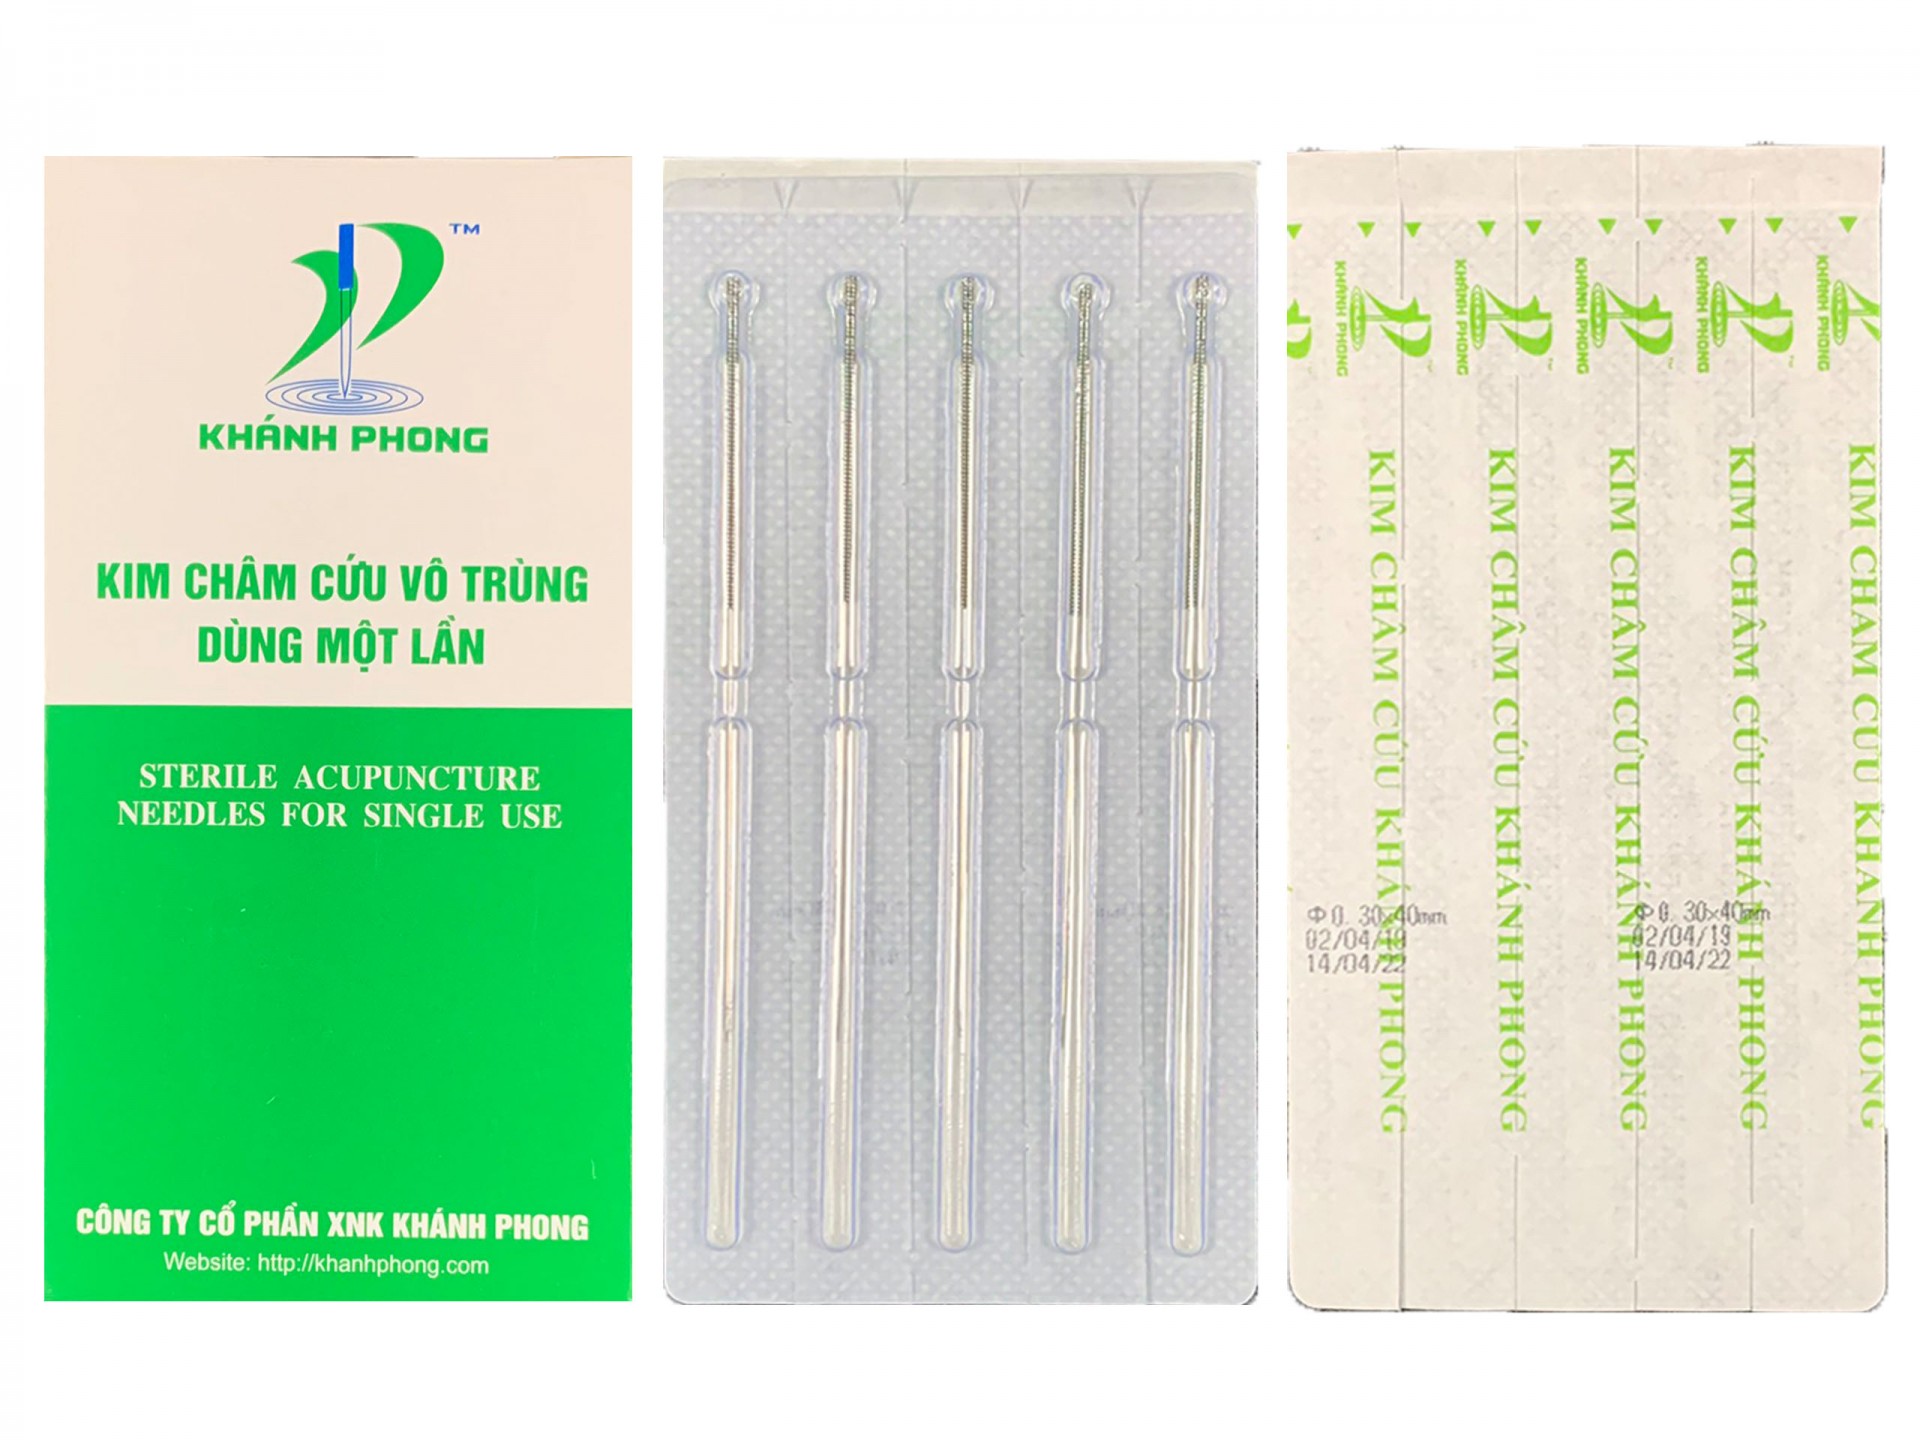 TM
KHÁNH PHONG
KIM CHÂM CỨU VÔ TRÙNG
DÙNG MỘT LẦN
STERILE ACUPUNCTURE
NEEDLES FOR SINGLE USE
CÔNG TY CỔ PHẦN XNK KHÁNH PHONG
Website: http://khanhphong.com
KHÁNH PHONG
KHÁNH PHONG
KHÁNH PHONG
KHÁNH PHONG
KHÁNH PHONG
KIM CHÂM CỨU KHÁNH PHONG
KIM CHÂM CỨU KHÁNH PHONG
KIM CHÂM CỨU KHÁNH PHONG
KIM CHÂM CỨU KHÁNH PHONG
KIM CHÂM CỨU KHÁNH PHONG
Φ0.30×40mm
02/04/19
14/04/22
Φ0.30×40mm
02/04/19
14/04/22